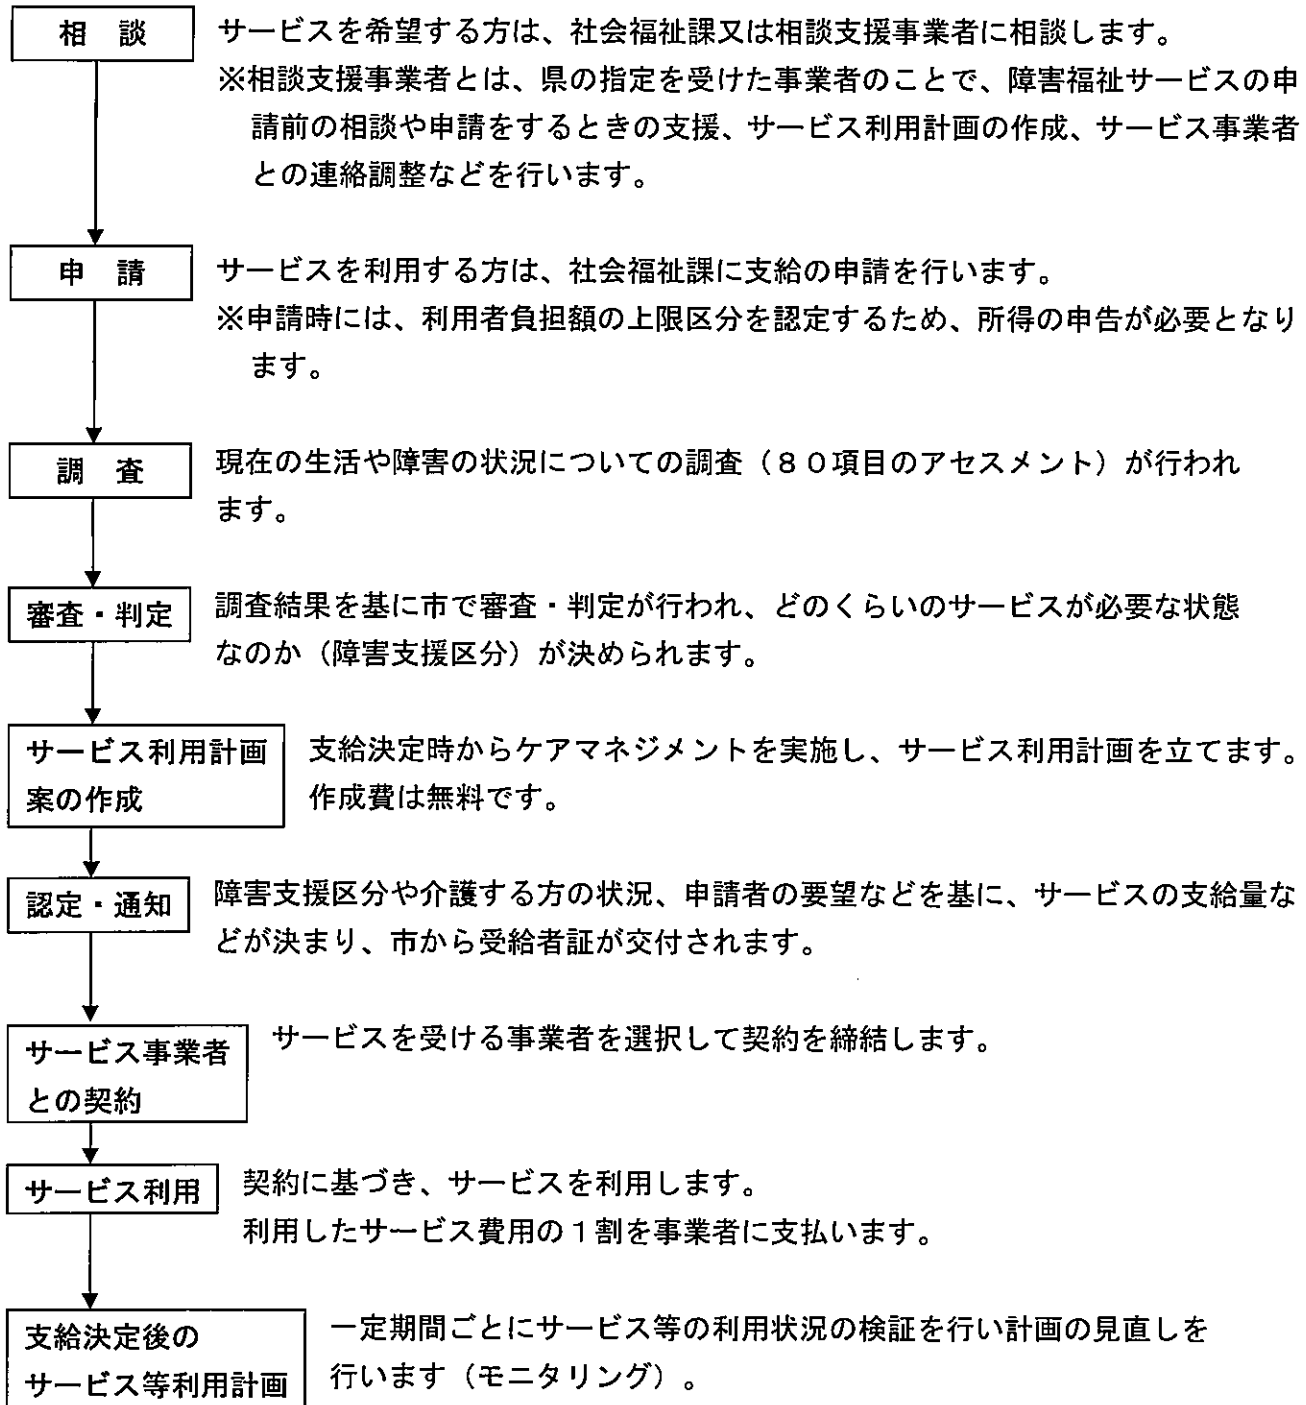 相　談
サービスを希望する方は、社会福祉課又は相談支援事業者に相談します。
※相談支援事業者とは、県の指定を受けた事業者のことで、障害福祉サービスの申
請前の相談や申請をするときの支援、サービス利用計画の作成、サービス事業者
との連絡調整などを行います。
申　請
サービスを利用する方は、社会福祉課に支給の申請を行います。
※申請時には、利用者負担額の上限区分を認定するため、所得の申告が必要となり
ます。
調　査
現在の生活や障害の状況についての調査（８０項目のアセスメント）が行われ
ます。
審査・判定
調査結果を基に市で審査・判定が行われ、どのくらいのサービスが必要な状態
なのか（障害支援区分）が決められます。
サービス利用計画
案の作成
支給決定時からケアマネジメントを実施し、サービス利用計画を立てます。
作成費は無料です。
認定・通知
障害支援区分や介護する方の状況、申請者の要望などを基に、サービスの支給量な
どが決まり、市から受給者証が交付されます。
サービス事業者
との契約
サービスを受ける事業者を選択して契約を締結します。
サービス利用
契約に基づき、サービスを利用します。
利用したサービス費用の１割を事業者に支払います。
支給決定後の
サービス等利用計画
一定期間ごとにサービス等の利用状況の検証を行い計画の見直しを
行います（モニタリング）。